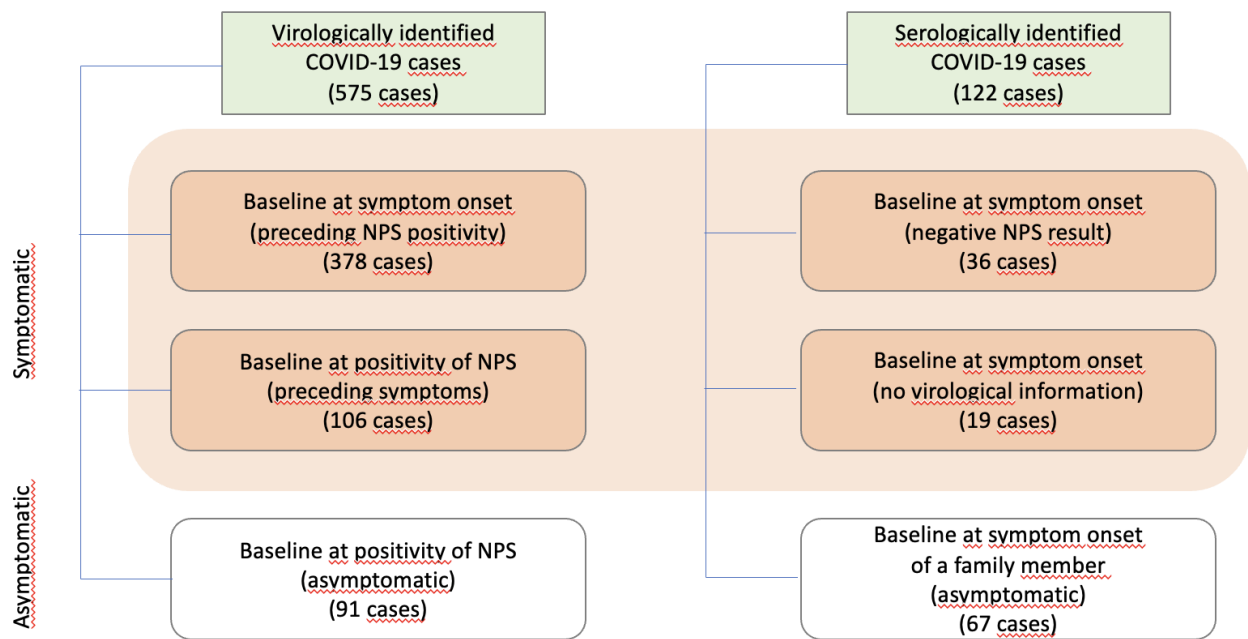 Virologically identified
COVID-19 cases
(575 cases)
Serologically identified
COVID-19 cases
(122 cases)
Symptomatic
Baseline at symptom onset
(preceding NPS positivity)
(378 cases)
Baseline at symptom onset
(negative NPS result)
(36 cases)
Baseline at positivity of NPS
(preceding symptoms)
(106 cases)
Baseline at symptom onset
(no virological information)
(19 cases)
Asymptomatic
Baseline at positivity of NPS
(asymptomatic)
(91 cases)
Baseline at symptom onset
of a family member
(asymptomatic)
(67 cases)